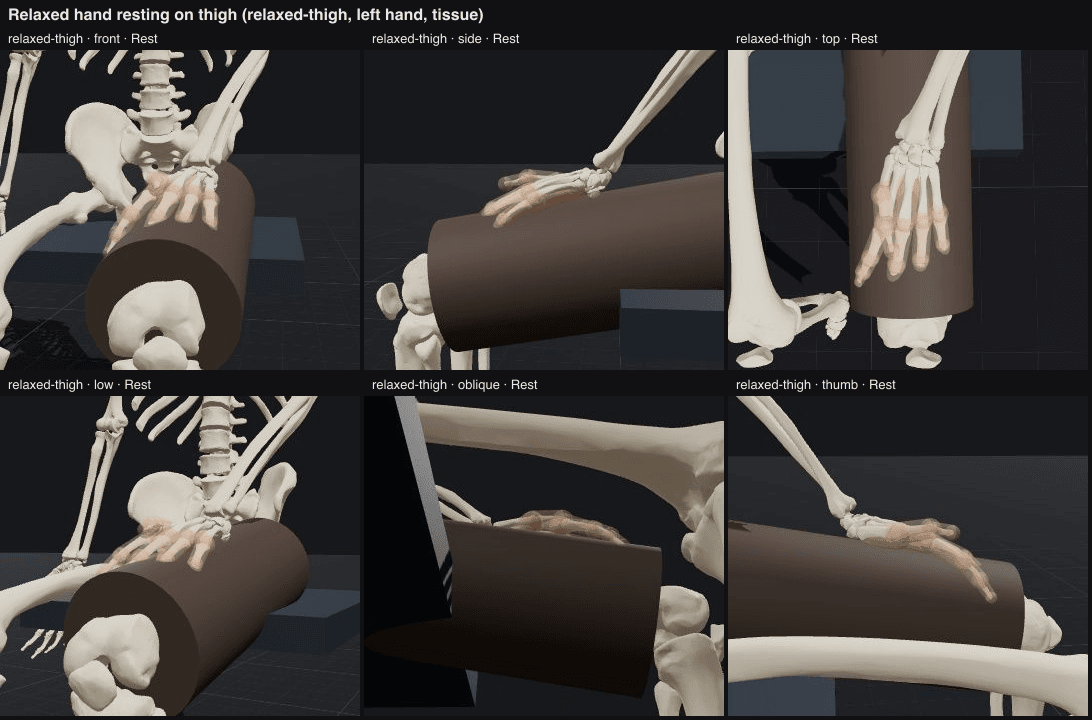 Relaxed hand resting on thigh (relaxed-thigh, left hand, tissue)
relaxed-thigh · front · Rest
relaxed-thigh · side · Rest
relaxed-thigh · top · Rest
relaxed-thigh · low · Rest
relaxed-thigh · oblique · Rest
relaxed-thigh · thumb · Rest